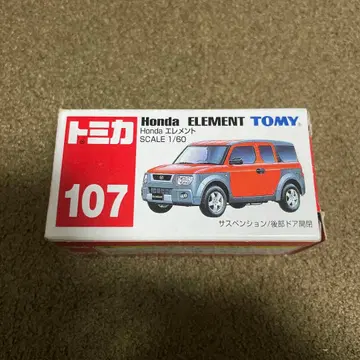 トミカ
107
Honda ELEMENT TOMY
Honda エレメント
SCALE 1/60
サスペンション/後部ドア開閉